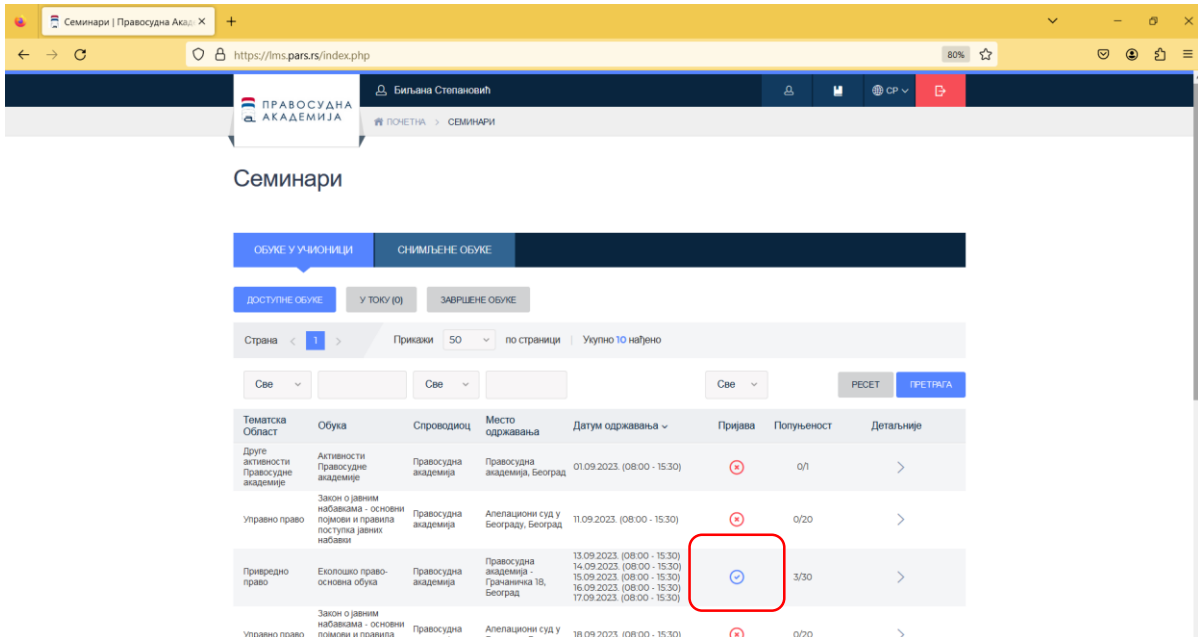 Семинари | Правосудна Акад
https://lms.pars.rs/index.php
80%
ПРАВОСУДНА
АКАДЕМИЈА
Биљана Степановић
СР
ПОЧЕТНА > СЕМИНАРИ
Семинари
ОБУКЕ У УЧИОНИЦИ
СНИМЉЕНЕ ОБУКЕ
ДОСТУПНЕ ОБУКЕ
У ТОКУ (0)
ЗАВРШЕНЕ ОБУКЕ
Страна < 1 > Прикажи 50 по страници | Укупно 10 нађено
Све
Све
Све
РЕСЕТ
ПРЕТРАГА
Тематска
Област
Обука
Спроводиоц
Место
одржавања
Датум одржавања
Пријава
Попуњеност
Детаљније
Друге
активности
Правосудне
академије
Активности
Правосудне
академије
Правосудна
академија
Правосудна
академија, Београд
01.09.2023. (08:00 - 15:30)
0/1
Управно право
Закон о јавним
набавкама - основни
појмови и правила
поступка јавних
набавки
Правосудна
академија
Апелациони суд у
Београду, Београд
11.09.2023. (08:00 - 15:30)
0/20
Привредно
право
Еколошко право-
основна обука
Правосудна
академија
Правосудна
академија -
Грачаничка 18,
Београд
13.09.2023. (08:00 - 15:30)
14.09.2023. (08:00 - 15:30)
15.09.2023. (08:00 - 15:30)
16.09.2023. (08:00 - 15:30)
17.09.2023. (08:00 - 15:30)
3/30
Управно право
Закон о јавним
набавкама - основни
појмови и правила
Правосудна
Апелациони суд у
18.09.2023. (08:00 - 15:30)
0/20